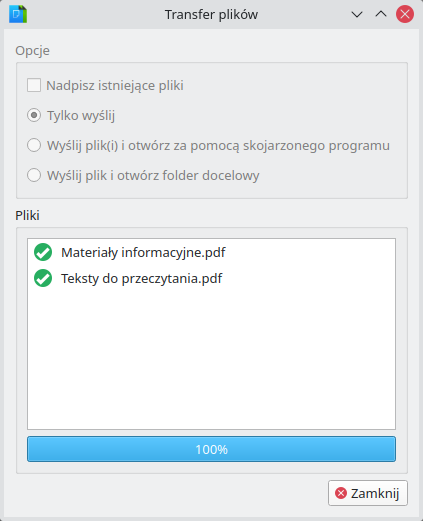 Transfer plików
Opcje
Nadpisz istniejące pliki
Tylko wyślij
Wyślij plik(i) i otwórz za pomocą skojarzonego programu
Wyślij plik i otwórz folder docelowy
Pliki
Materiały informacyjne.pdf
Teksty do przeczytania.pdf
100%
Zamknij